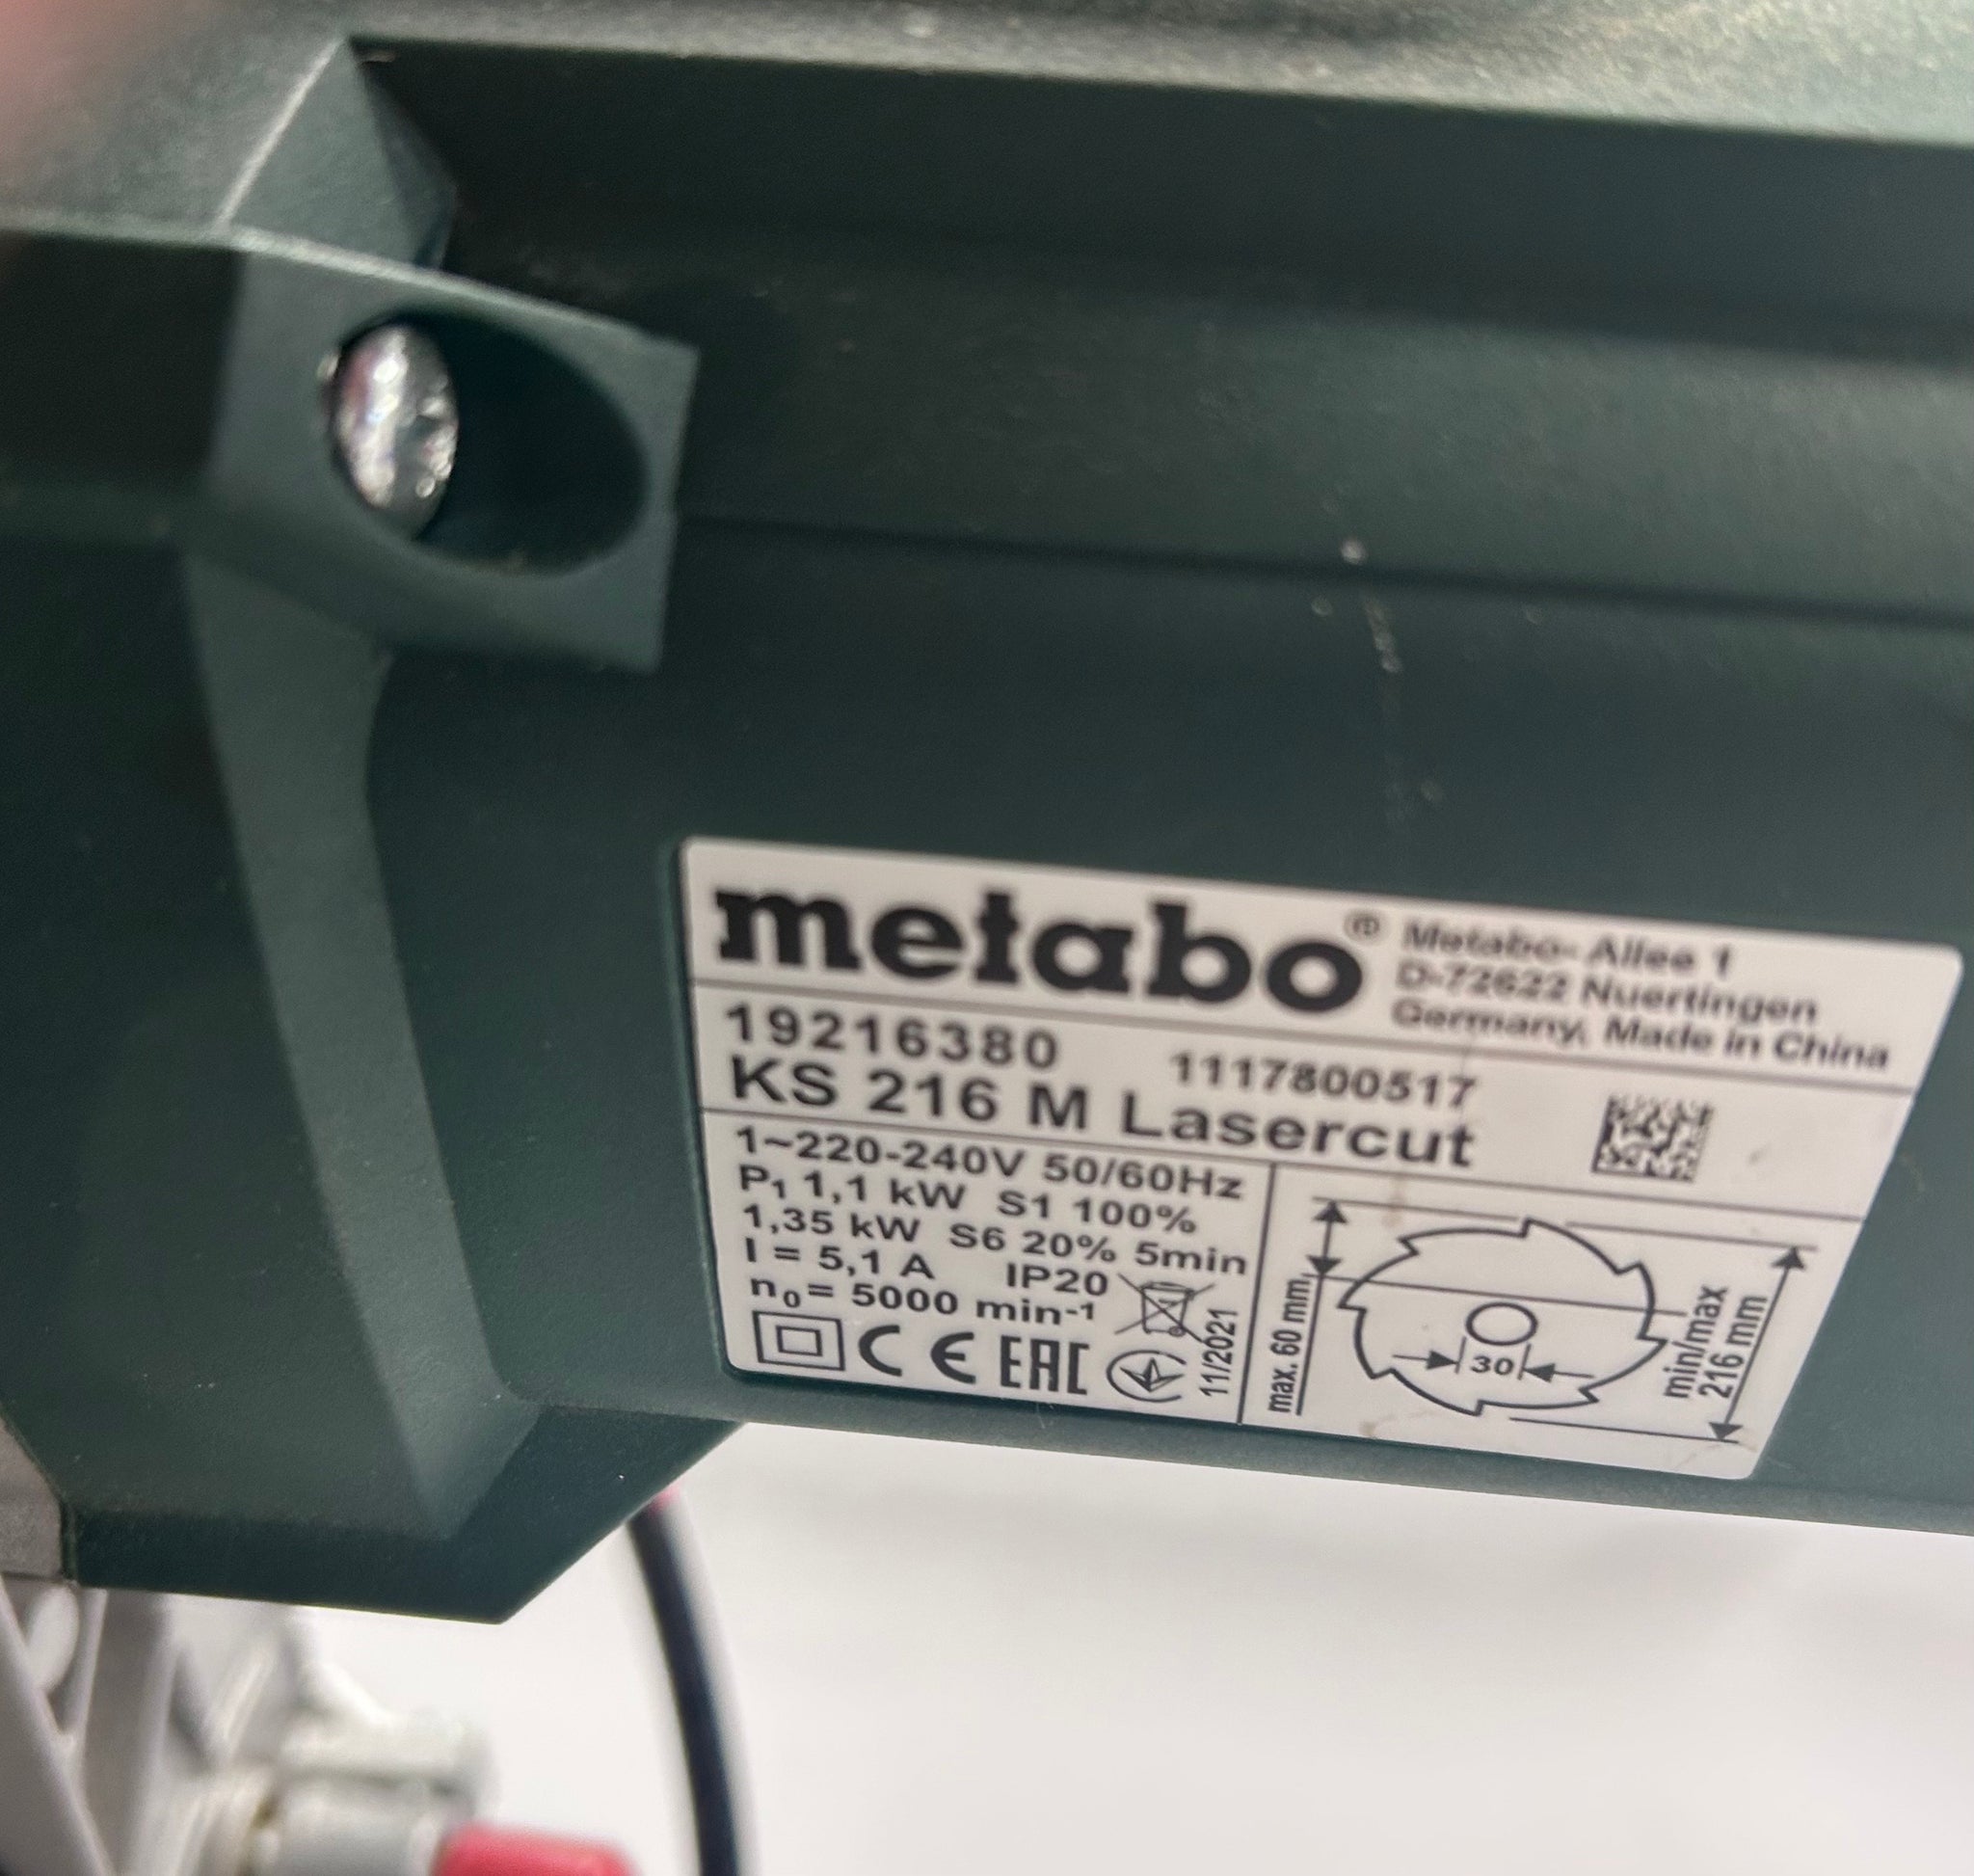 metabo®
Metabo-Allee 1
D-72622 Nuertingen
Germany, Made in China
19216380 1117800517
KS 216 M Lasercut
1~220-240V 50/60Hz
P1 1,1 kW S1 100%
1,35 kW S6 20% 5min
I = 5,1 A IP20
n0= 5000 min-1
CE EAC
11/2021
max. 60 mm
30
min/max
216 mm